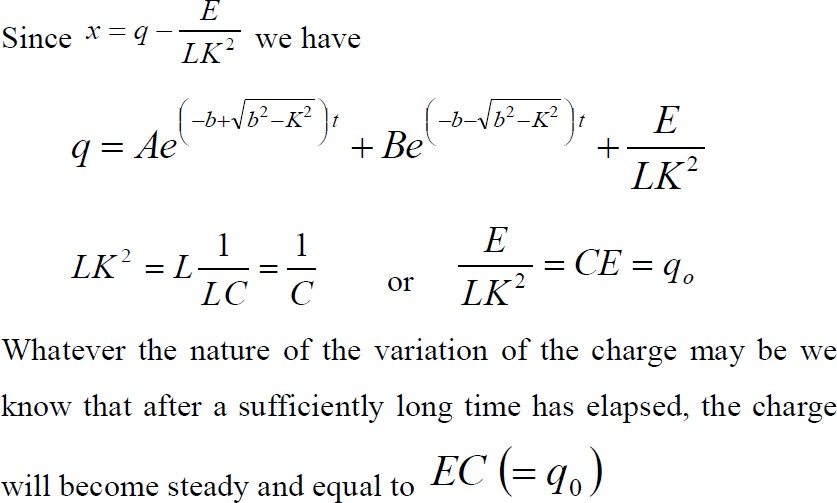 Since x = q − E/LK² we have
q = Ae^(−b+√(b²−K²))t + Be^(−b−√(b²−K²))t + E/LK²
LK² = L 1/LC = 1/C or E/LK² = CE = qₒ
Whatever the nature of the variation of the charge may be we
know that after a sufficiently long time has elapsed, the charge
will become steady and equal to EC (= q₀)